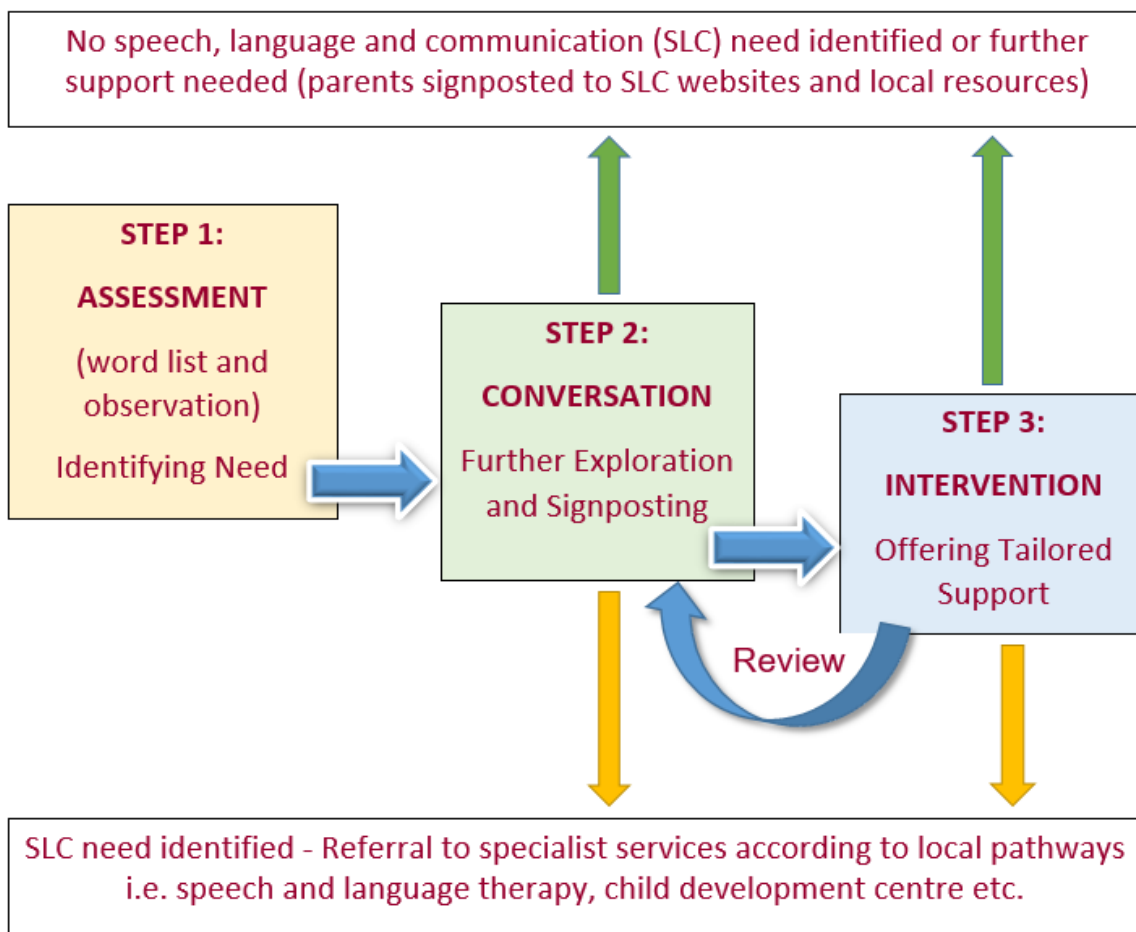 No speech, language and communication (SLC) need identified or further
support needed (parents signposted to SLC websites and local resources)
STEP 1:
ASSESSMENT
(word list and
observation)
Identifying Need
STEP 2:
CONVERSATION
Further Exploration
and Signposting
STEP 3:
INTERVENTION
Offering Tailored
Support
Review
SLC need identified - Referral to specialist services according to local pathways
i.e. speech and language therapy, child development centre etc.